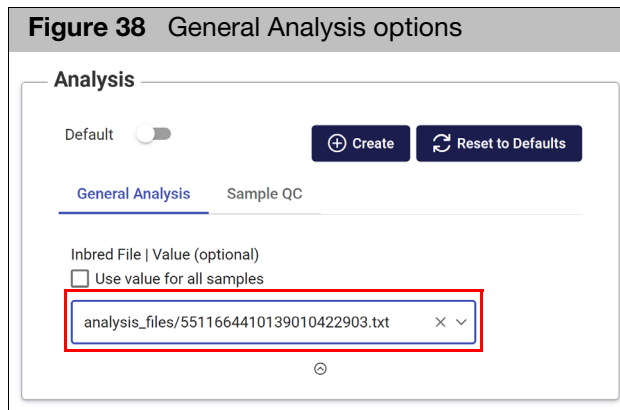 Figure 38 General Analysis options
Analysis
Default
Create
Reset to Defaults
General Analysis
Sample QC
Inbred File | Value (optional)
Use value for all samples
analysis_files/5511664410139010422903.txt